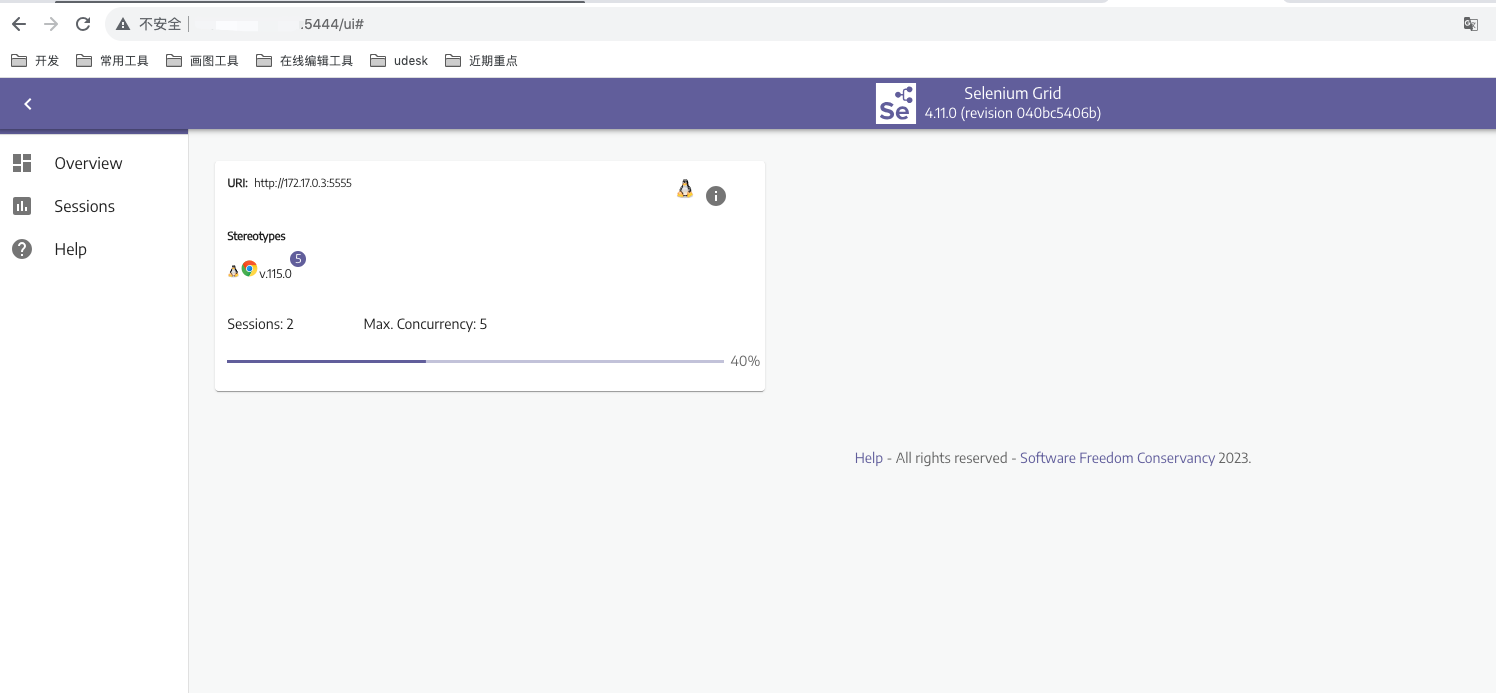 不安全 .5444/ui#
开发 常用工具 画图工具 在线编辑工具 udesk 近期重点
Se Selenium Grid
4.11.0 (revision 040bc5406b)
Overview
Sessions
Help
URI: http://172.17.0.3:5555
Stereotypes
v.115.0 5
Sessions: 2 Max. Concurrency: 5
40%
Help - All rights reserved - Software Freedom Conservancy 2023.